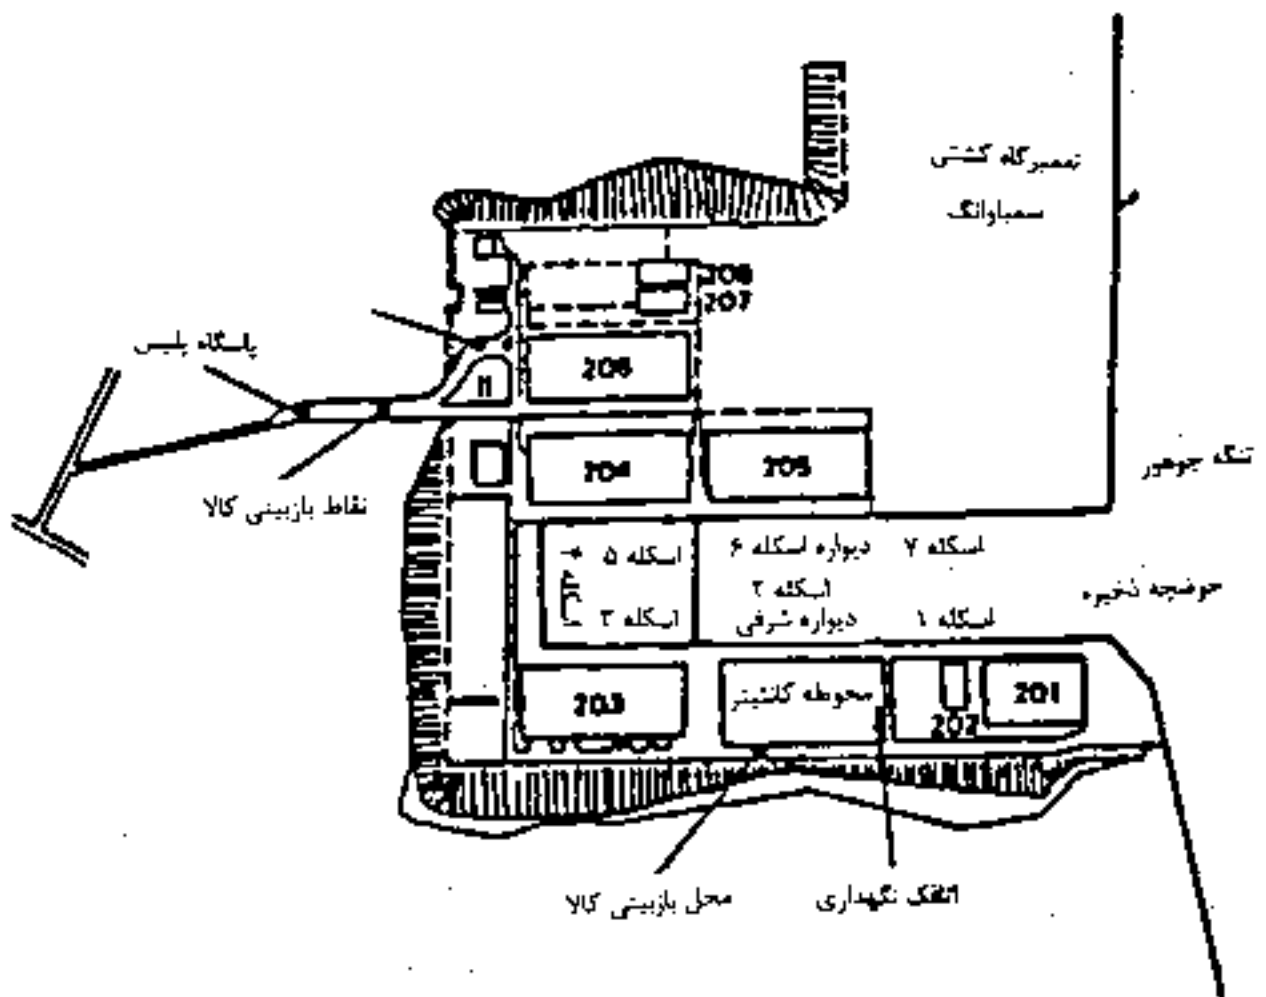 تعمیرگاه کشتی
سمباوانگ
208
207
پاسگاه پلیس
206
204
205
تنگه جوهور
نقاط بازبینی کالا
اسکله ۵
دیواره اسکله ۶
اسکله ۷
اسکله ۲
حوضچه ذخیره
اسکله ۳
دیواره شرقی
اسکله ۱
203
محوطه کانتینر
202
201
محل بازبینی کالا
اتاقک نگهداری